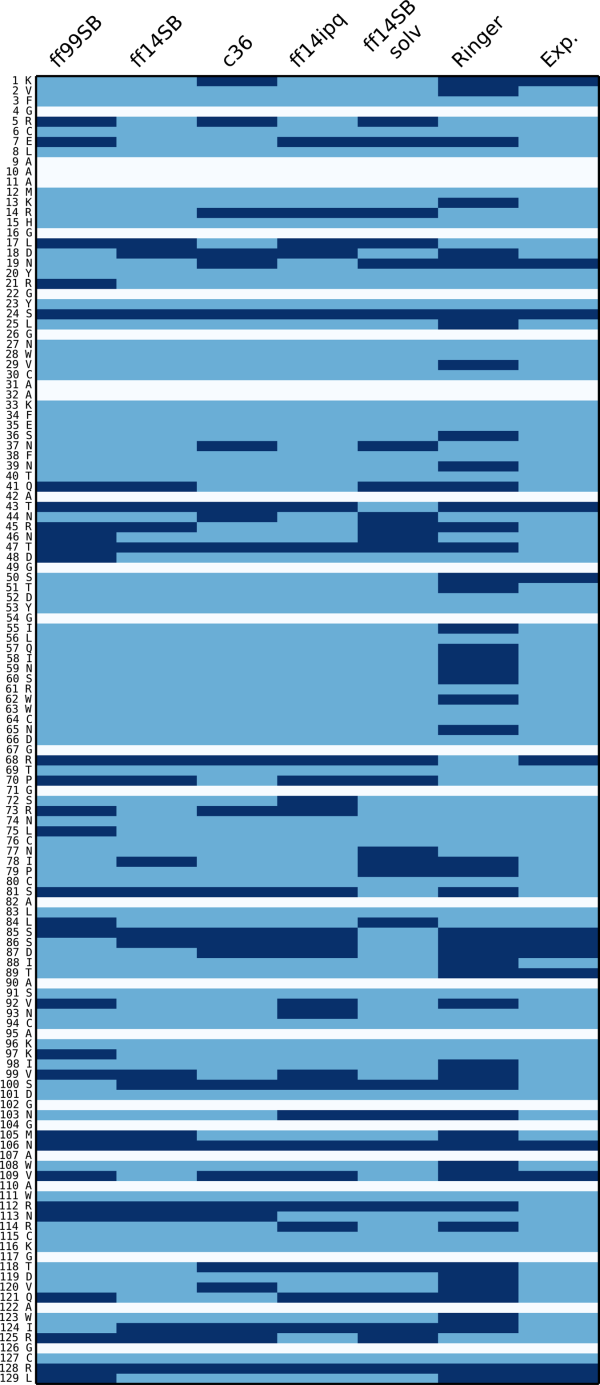 ff99SB
ff14SB
c36
ff14ipq
ff14SB
solv
Ringer
Exp.
1 K
2 V
3 F
4 G
5 R
6 C
7 E
8 L
9 A
10 A
11 A
12 M
13 K
14 R
15 H
16 G
17 L
18 D
19 N
20 Y
21 R
22 G
23 Y
24 S
25 L
26 G
27 N
28 W
29 V
30 C
31 A
32 A
33 K
34 F
35 E
36 S
37 N
38 F
39 N
40 T
41 Q
42 A
43 T
44 N
45 R
46 N
47 T
48 D
49 G
50 S
51 T
52 D
53 Y
54 G
55 I
56 L
57 Q
58 I
59 N
60 S
61 R
62 W
63 W
64 C
65 N
66 D
67 G
68 R
69 T
70 P
71 G
72 S
73 R
74 N
75 L
76 C
77 N
78 I
79 P
80 C
81 S
82 A
83 L
84 L
85 S
86 S
87 D
88 I
89 T
90 A
91 S
92 V
93 N
94 C
95 A
96 K
97 K
98 I
99 V
100 S
101 D
102 G
103 N
104 G
105 M
106 N
107 A
108 W
109 V
110 A
111 W
112 R
113 N
114 R
115 C
116 K
117 G
118 T
119 D
120 V
121 Q
122 A
123 W
124 I
125 R
126 G
127 C
128 R
129 L